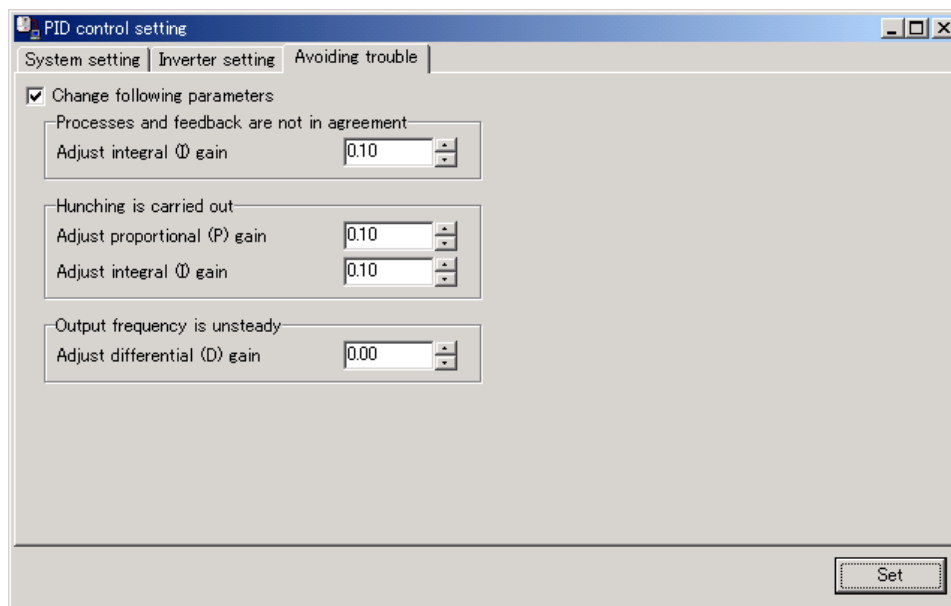 PID control setting
System setting Inverter setting Avoiding trouble
Change following parameters
Processes and feedback are not in agreement
Adjust integral (I) gain 0.10
Hunching is carried out
Adjust proportional (P) gain 0.10
Adjust integral (I) gain 0.10
Output frequency is unsteady
Adjust differential (D) gain 0.00
Set